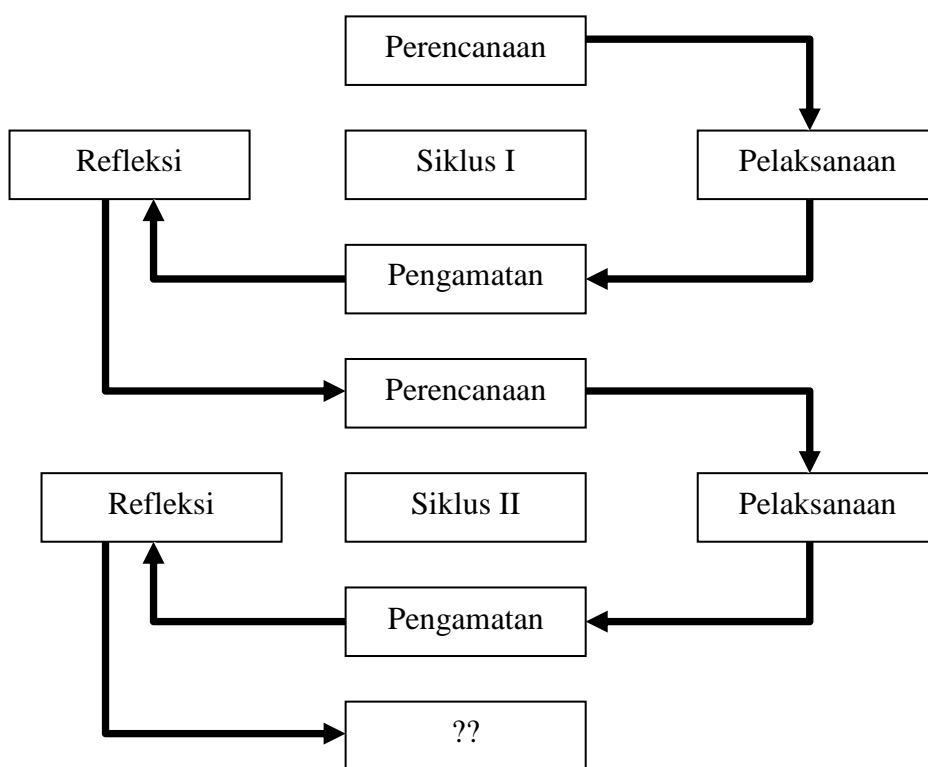 Perencanaan
Refleksi
Siklus I
Pelaksanaan
Pengamatan
Perencanaan
Refleksi
Siklus II
Pelaksanaan
Pengamatan
??